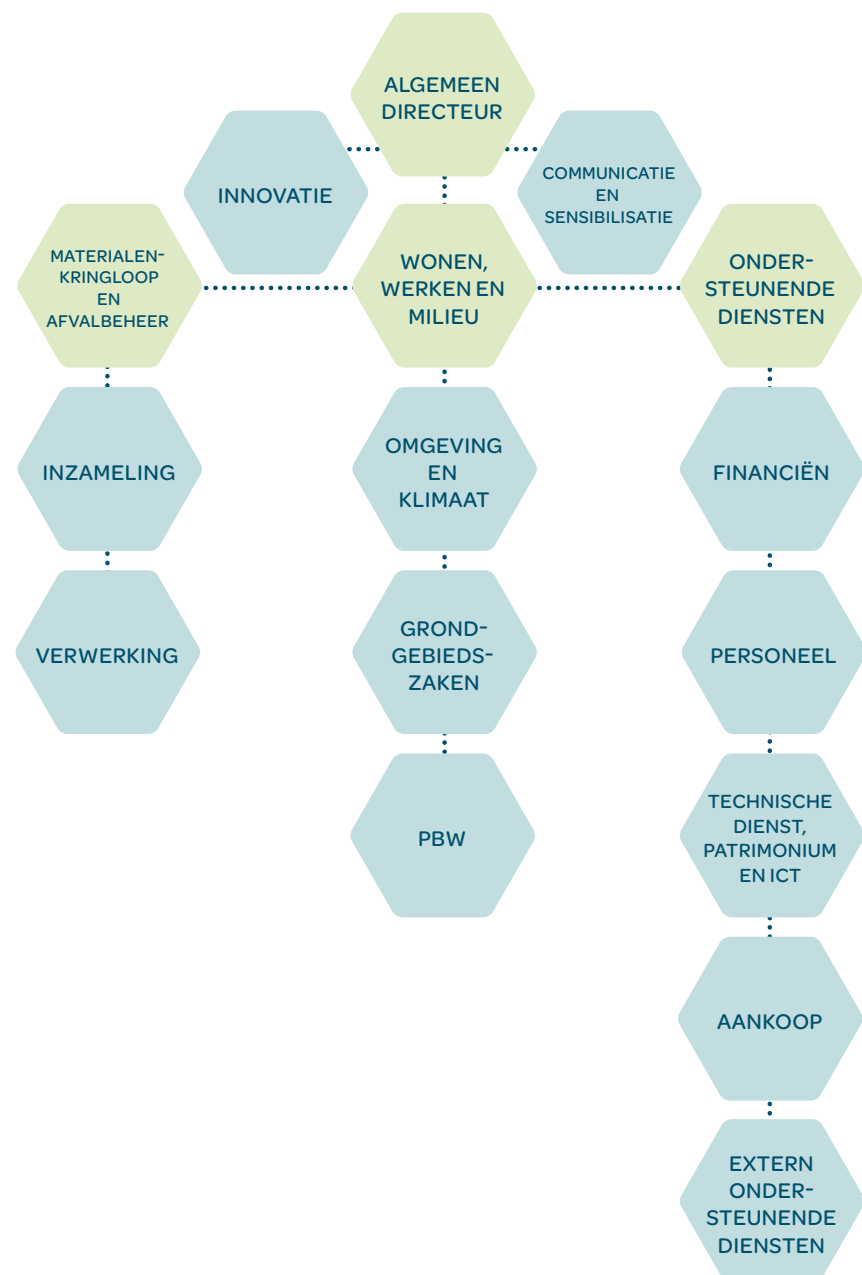 ALGEMEEN
DIRECTEUR
INNOVATIE
COMMUNICATIE
EN
SENSIBILISATIE
MATERIALEN-
KRINGLOOP
EN
AFVALBEHEER
WONEN,
WERKEN EN
MILIEU
ONDER-
STEUNENDE
DIENSTEN
INZAMELING
OMGEVING
EN
KLIMAAT
FINANCIËN
VERWERKING
GROND-
GEBIEDS-
ZAKEN
PERSONEEL
PBW
TECHNISCHE
DIENST,
PATRIMONIUM
EN ICT
AANKOOP
EXTERN
ONDER-
STEUNENDE
DIENSTEN